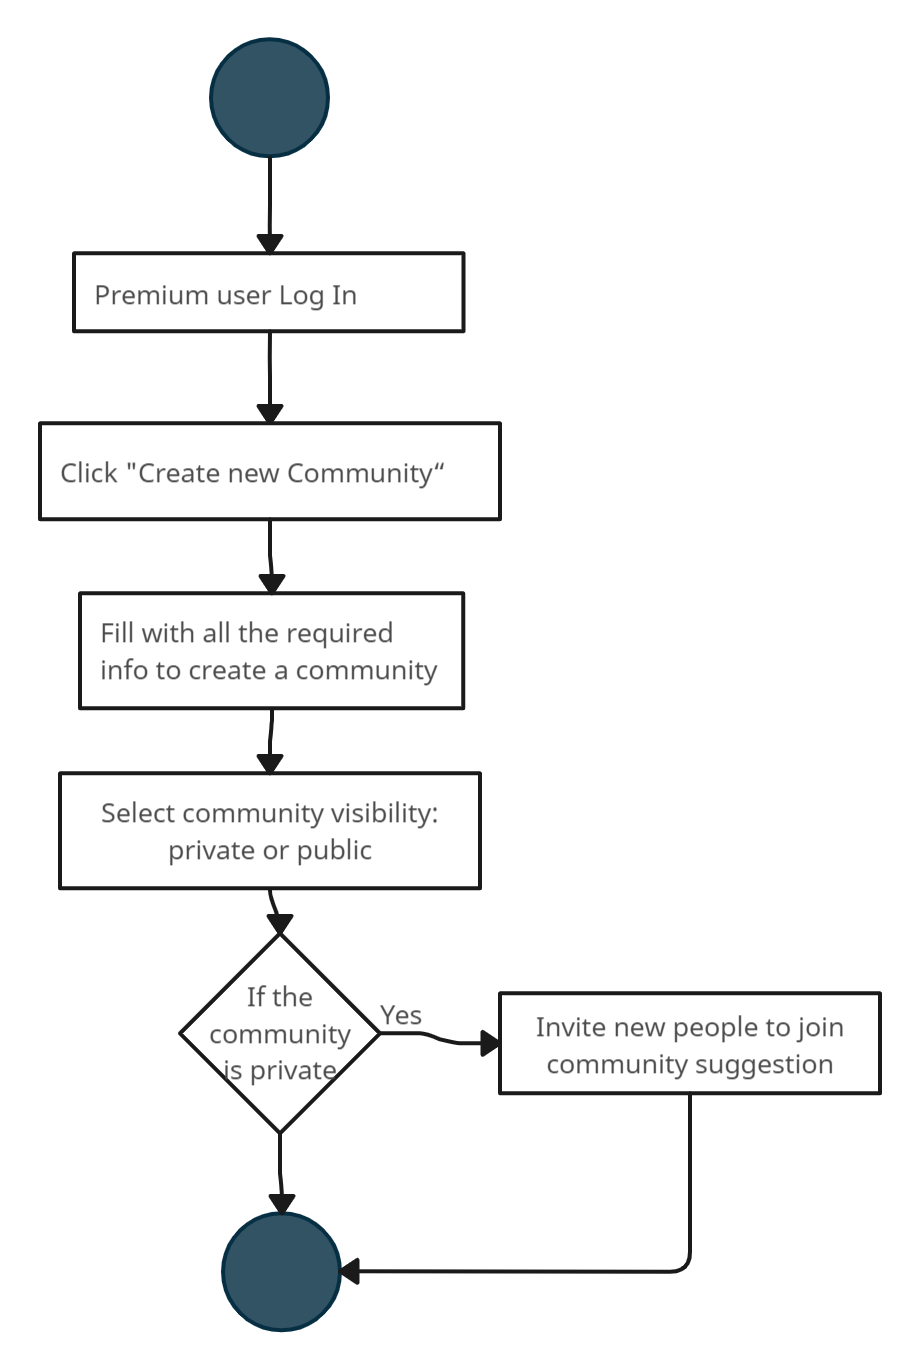 Premium user Log In
Click "Create new Community“
Fill with all the required
info to create a community
Select community visibility:
private or public
If the
community
is private
Yes
Invite new people to join
community suggestion